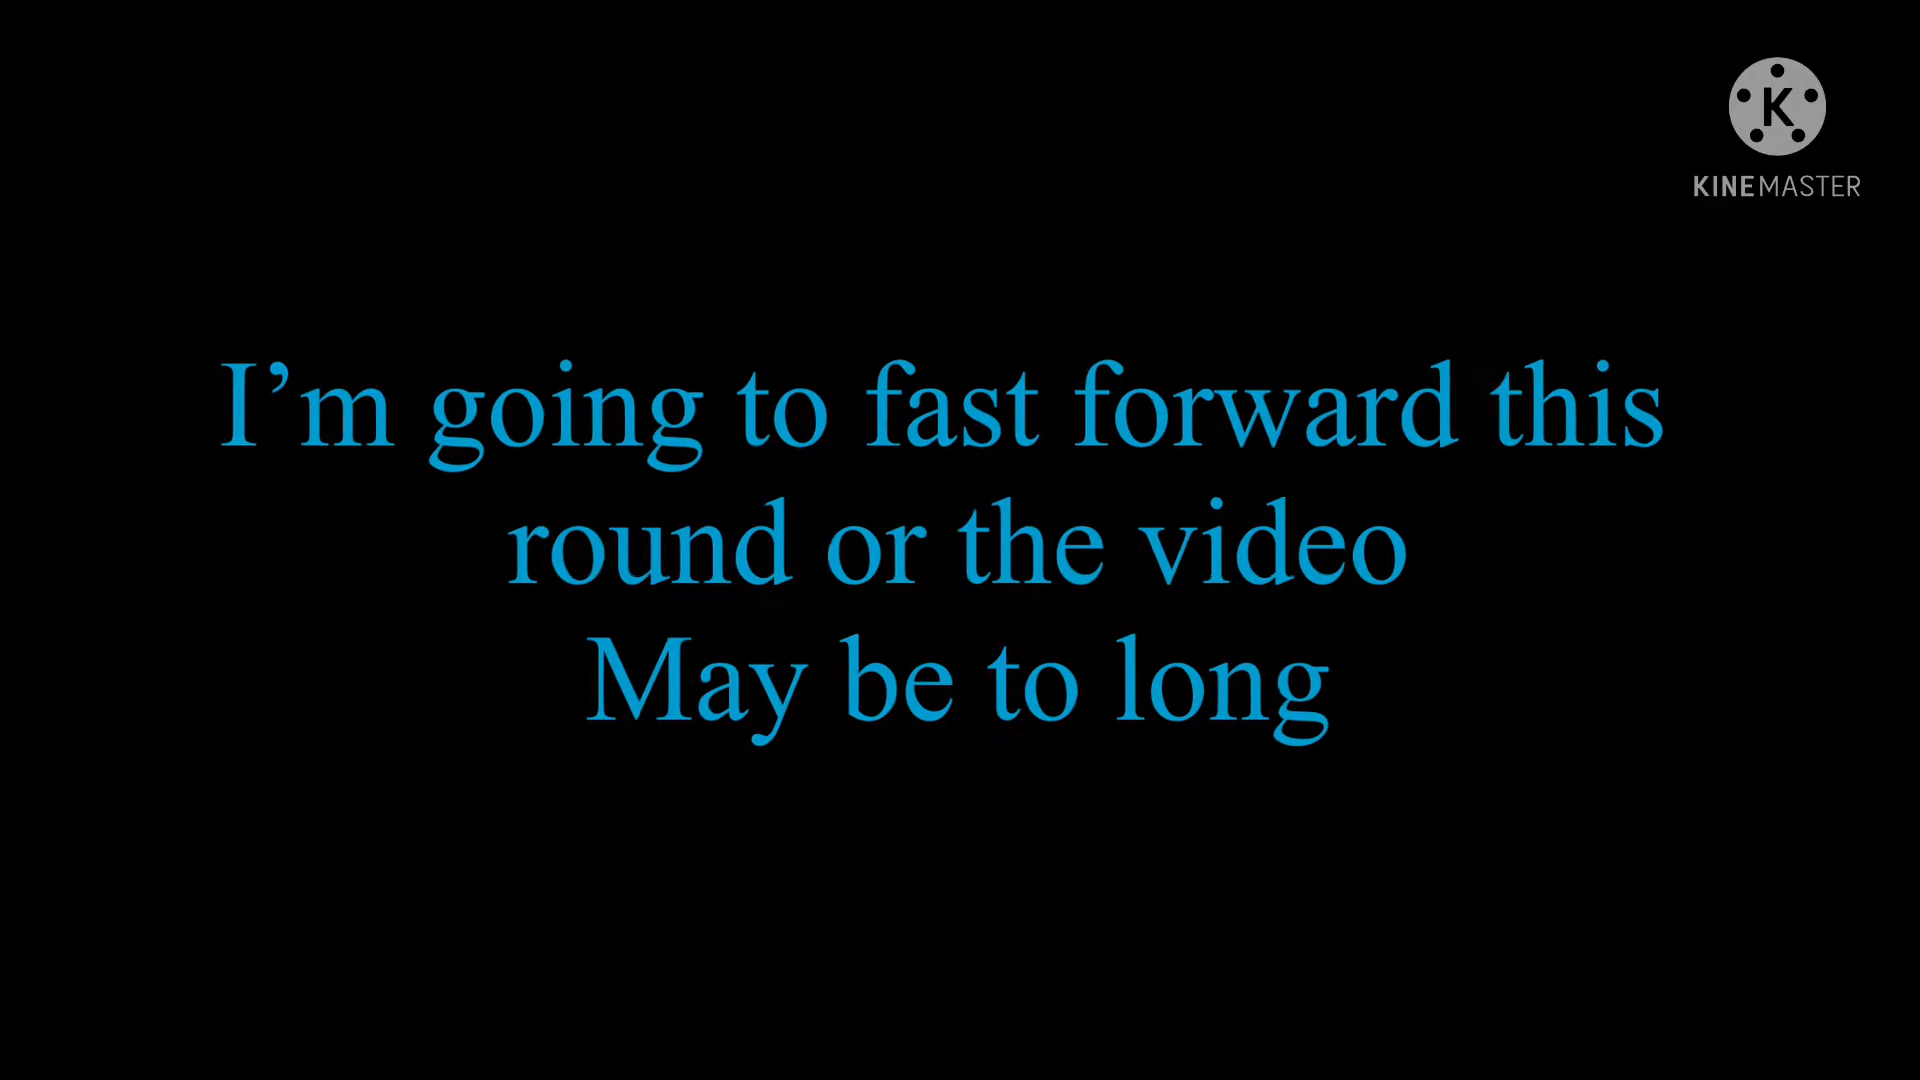 K
KINEMASTER
I’m going to fast forward this
round or the video
May be to long